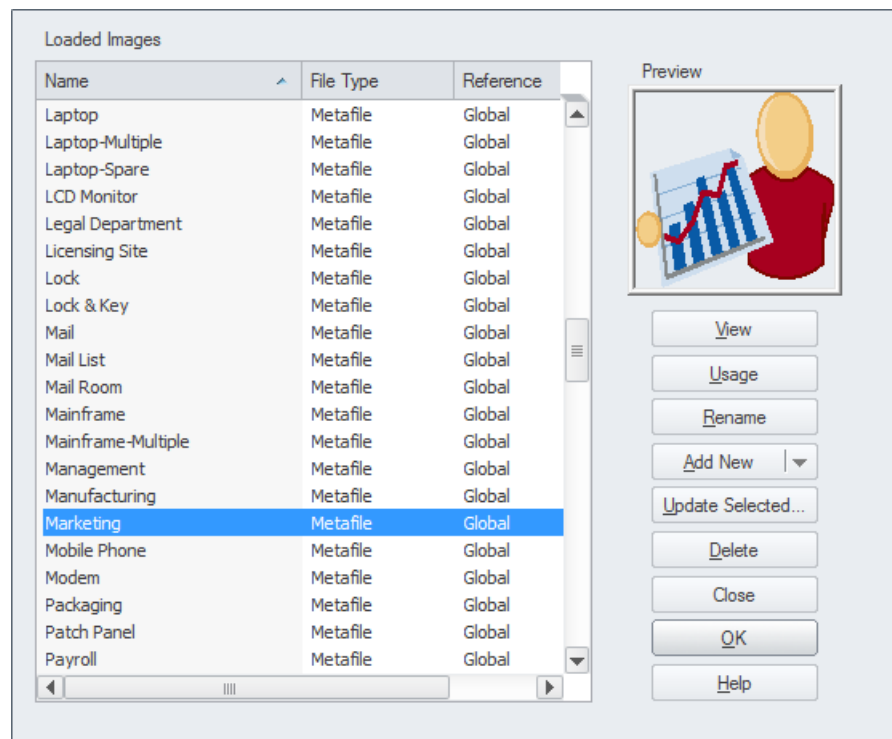 Loaded Images
Name File Type Reference
Laptop Metafile Global
Laptop-Multiple Metafile Global
Laptop-Spare Metafile Global
LCD Monitor Metafile Global
Legal Department Metafile Global
Licensing Site Metafile Global
Lock Metafile Global
Lock & Key Metafile Global
Mail Metafile Global
Mail List Metafile Global
Mail Room Metafile Global
Mainframe Metafile Global
Mainframe-Multiple Metafile Global
Management Metafile Global
Manufacturing Metafile Global
Marketing Metafile Global
Mobile Phone Metafile Global
Modem Metafile Global
Packaging Metafile Global
Patch Panel Metafile Global
Payroll Metafile Global
Preview
View
Usage
Rename
Add New
Update Selected...
Delete
Close
OK
Help